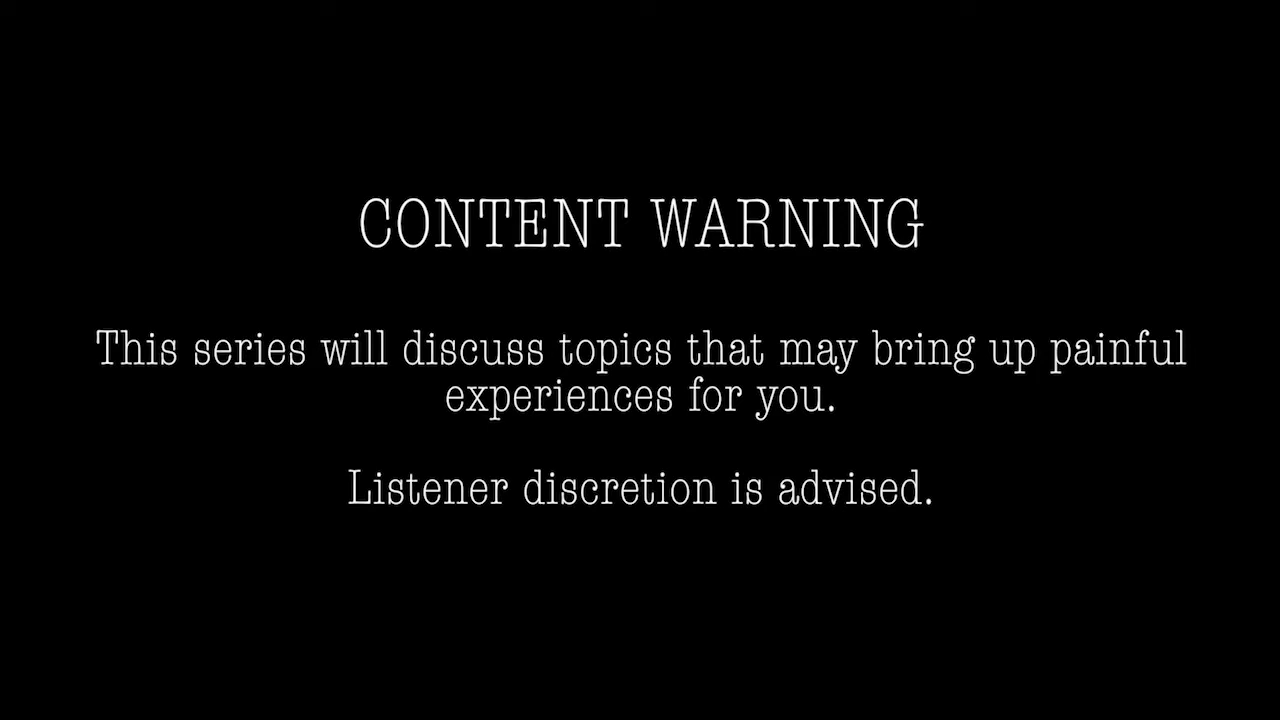 CONTENT WARNING
This series will discuss topics that may bring up painful
experiences for you.
Listener discretion is advised.